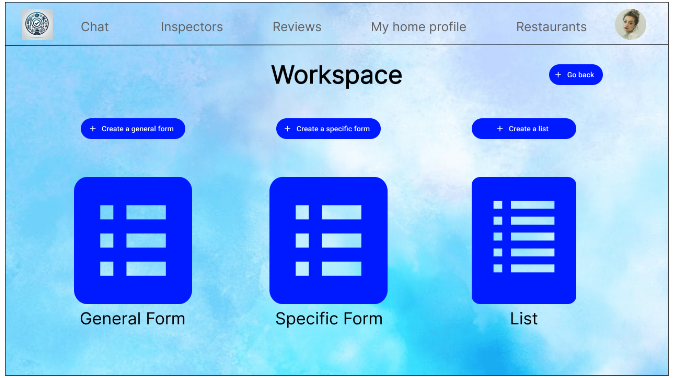 Chat Inspectors Reviews My home profile Restaurants
Workspace
+ Go back
+ Create a general form
+ Create a specific form
+ Create a list
General Form
Specific Form
List